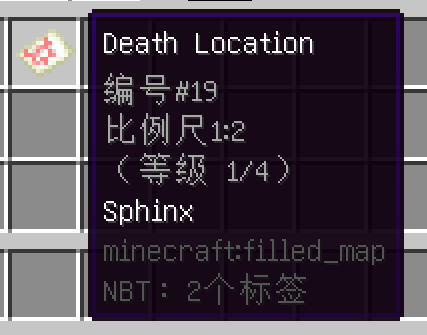 Death Location
编号#19
比例尺1:2
（等级 1/4）
Sphinx
minecraft:filled_map
NBT: 2个标签